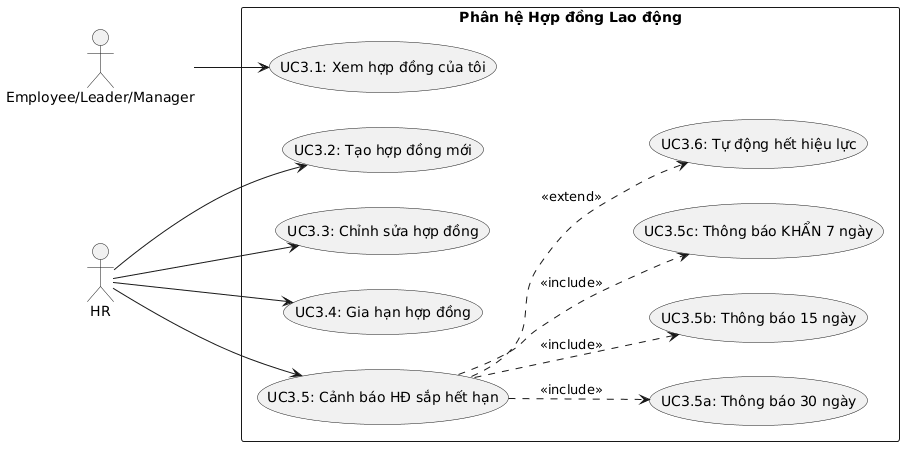 Phân hệ Hợp đồng Lao động
Employee/Leader/Manager
UC3.1: Xem hợp đồng của tôi
UC3.2: Tạo hợp đồng mới
UC3.6: Tự động hết hiệu lực
«extend»
HR
UC3.3: Chỉnh sửa hợp đồng
UC3.5c: Thông báo KHẨN 7 ngày
«include»
UC3.4: Gia hạn hợp đồng
UC3.5b: Thông báo 15 ngày
«include»
UC3.5: Cảnh báo HĐ sắp hết hạn
«include»
UC3.5a: Thông báo 30 ngày